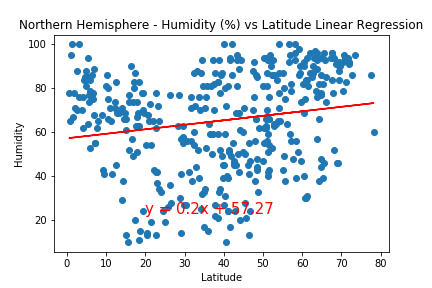 Northern Hemisphere - Humidity (%) vs Latitude Linear Regression
100
80
60
40
20
Humidity
y = 0.2x + 57.27
0 10 20 30 40 50 60 70 80
Latitude